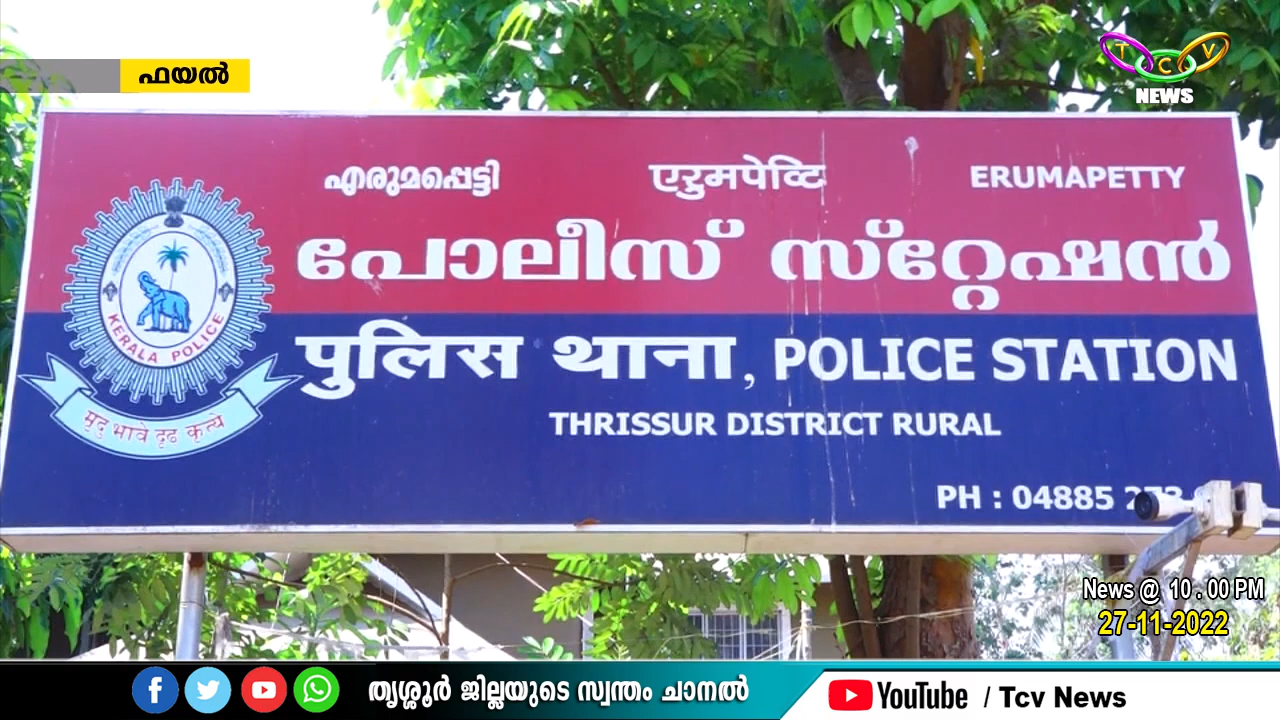 ഫയൽ
TCV
NEWS
എരുമപ്പെട്ടി एरुमपेट्टि ERUMAPETTY
പോലീസ് സ്റ്റേഷൻ
पुलिस थाना, POLICE STATION
THRISSUR DISTRICT RURAL
PH : 04885
KERALA POLICE
मृदु भावे दृढ कृत्ये
News @ 10 . 00 PM
27-11-2022
തൃശ്ശൂർ ജില്ലയുടെ സ്വന്തം ചാനൽ
YouTube / Tcv News